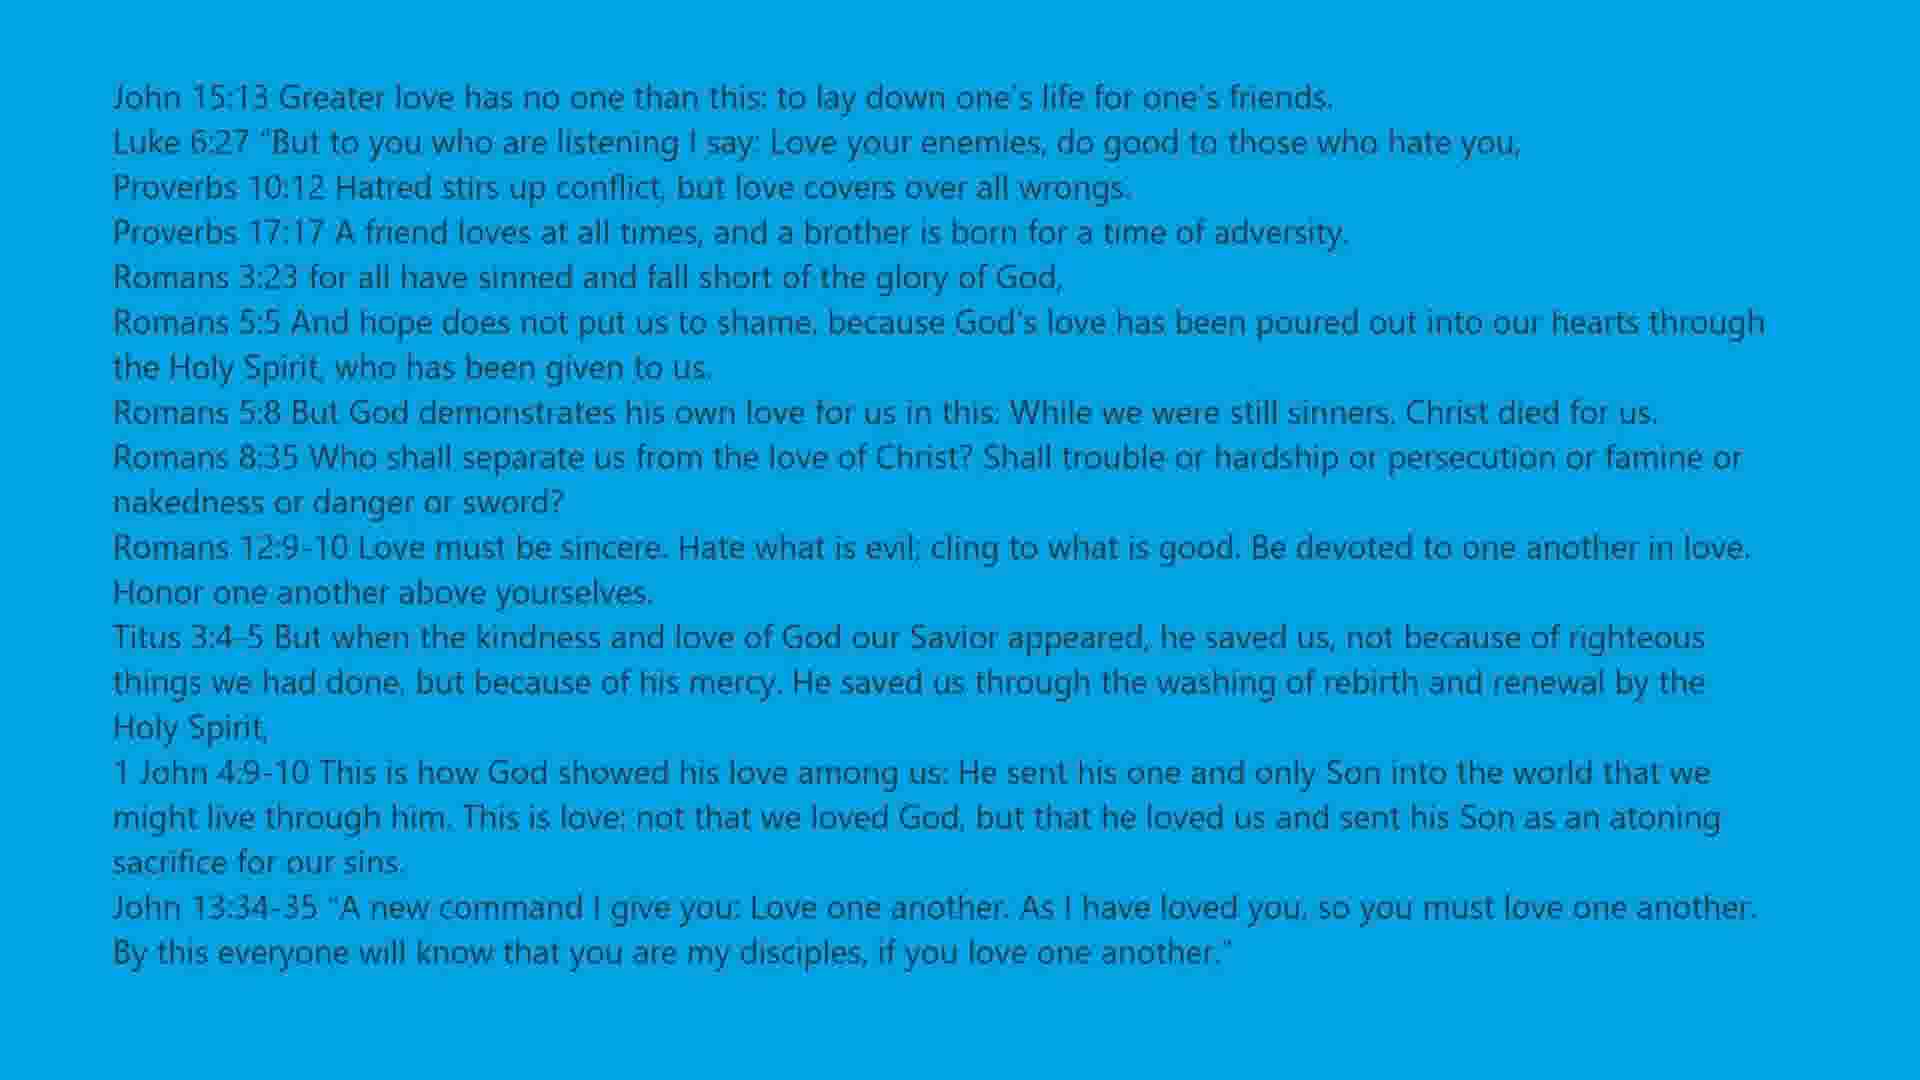 John 15:13 Greater love has no one than this: to lay down one's life for one's friends.
Luke 6:27 "But to you who are listening I say: Love your enemies, do good to those who hate you,
Proverbs 10:12 Hatred stirs up conflict, but love covers over all wrongs.
Proverbs 17:17 A friend loves at all times, and a brother is born for a time of adversity.
Romans 3:23 for all have sinned and fall short of the glory of God,
Romans 5:5 And hope does not put us to shame, because God's love has been poured out into our hearts through
the Holy Spirit, who has been given to us.
Romans 5:8 But God demonstrates his own love for us in this: While we were still sinners, Christ died for us.
Romans 8:35 Who shall separate us from the love of Christ? Shall trouble or hardship or persecution or famine or
nakedness or danger or sword?
Romans 12:9-10 Love must be sincere. Hate what is evil; cling to what is good. Be devoted to one another in love.
Honor one another above yourselves.
Titus 3:4-5 But when the kindness and love of God our Savior appeared, he saved us, not because of righteous
things we had done, but because of his mercy. He saved us through the washing of rebirth and renewal by the
Holy Spirit,
1 John 4:9-10 This is how God showed his love among us: He sent his one and only Son into the world that we
might live through him. This is love: not that we loved God, but that he loved us and sent his Son as an atoning
sacrifice for our sins.
John 13:34-35 "A new command I give you: Love one another. As I have loved you, so you must love one another.
By this everyone will know that you are my disciples, if you love one another."